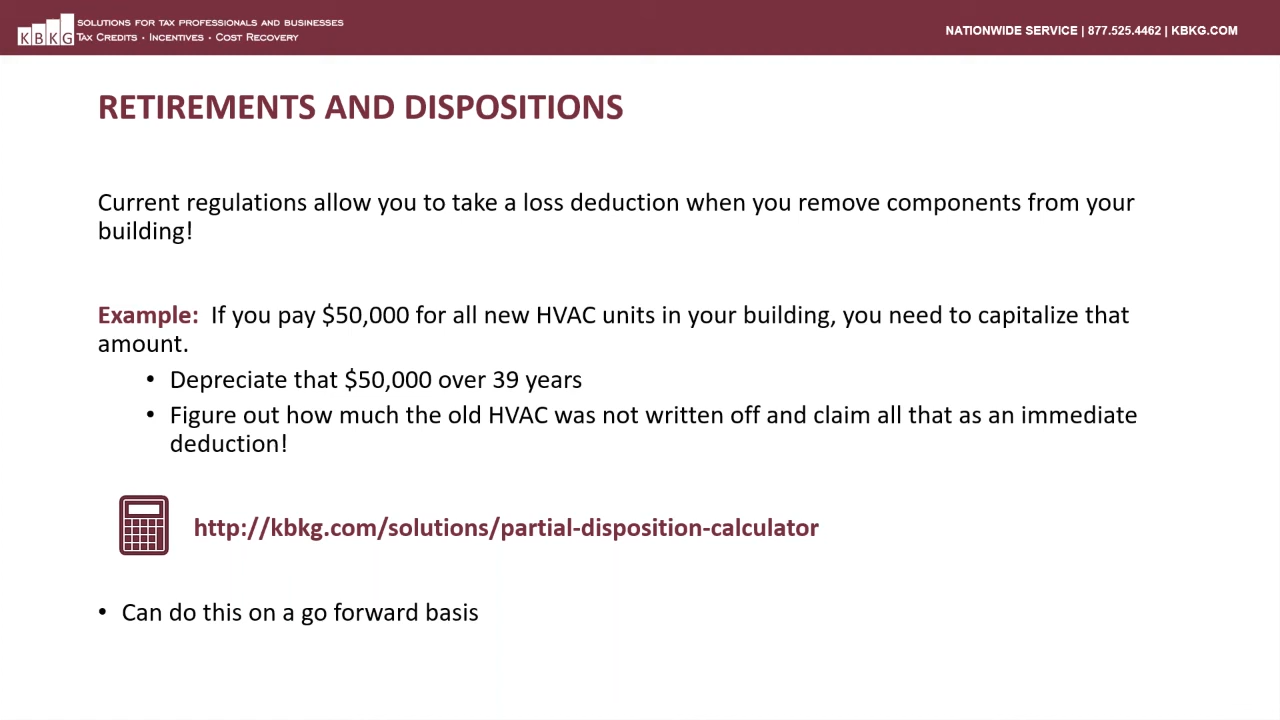 KBKG
SOLUTIONS FOR TAX PROFESSIONALS AND BUSINESSES
TAX CREDITS · INCENTIVES · COST RECOVERY
NATIONWIDE SERVICE | 877.525.4462 | KBKG.COM
RETIREMENTS AND DISPOSITIONS
Current regulations allow you to take a loss deduction when you remove components from your
building!
Example: If you pay $50,000 for all new HVAC units in your building, you need to capitalize that
amount.
• Depreciate that $50,000 over 39 years
• Figure out how much the old HVAC was not written off and claim all that as an immediate
deduction!
http://kbkg.com/solutions/partial-disposition-calculator
• Can do this on a go forward basis